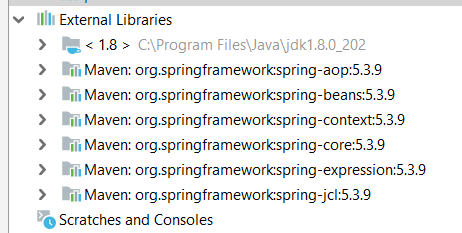 External Libraries
< 1.8 > C:\Program Files\Java\jdk1.8.0_202
Maven: org.springframework:spring-aop:5.3.9
Maven: org.springframework:spring-beans:5.3.9
Maven: org.springframework:spring-context:5.3.9
Maven: org.springframework:spring-core:5.3.9
Maven: org.springframework:spring-expression:5.3.9
Maven: org.springframework:spring-jcl:5.3.9
Scratches and Consoles